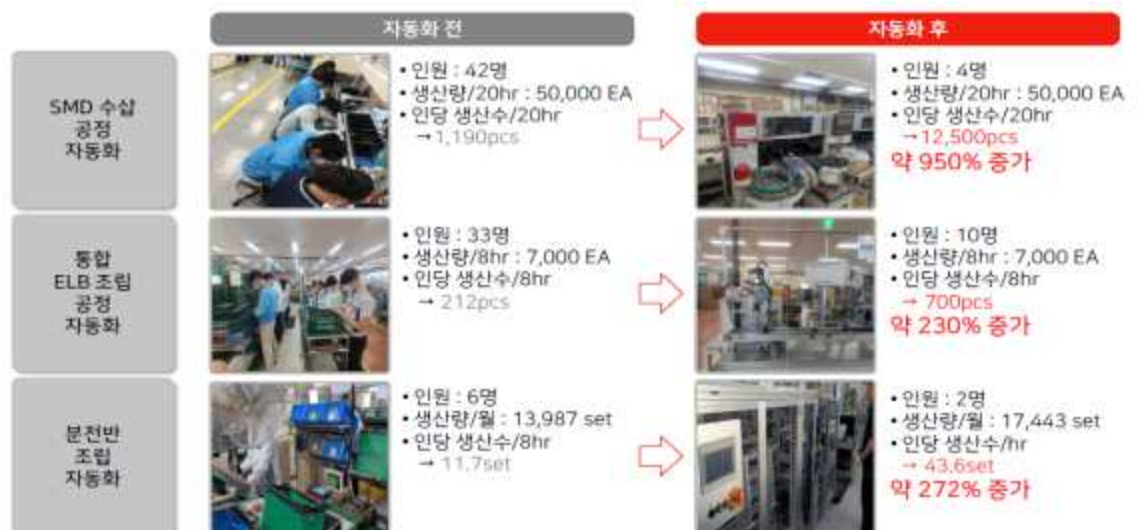 자동화 전
자동화 후
SMD 수삽
공정
자동화
• 인원 : 42명
• 생산량/20hr : 50,000 EA
• 인당 생산수/20hr
→ 1,190pcs
• 인원 : 4명
• 생산량/20hr : 50,000 EA
• 인당 생산수/20hr
→ 12,500pcs
약 950% 증가
통합
ELB 조립
공정
자동화
• 인원 : 33명
• 생산량/8hr : 7,000 EA
• 인당 생산수/8hr
→ 212pcs
• 인원 : 10명
• 생산량/8hr : 7,000 EA
• 인당 생산수/8hr
→ 700pcs
약 230% 증가
분전반
조립
자동화
• 인원 : 6명
• 생산량/월 : 13,987 set
• 인당 생산수/8hr
→ 11.7set
• 인원 : 2명
• 생산량/월 : 17,443 set
• 인당 생산수/hr
→ 43.6set
약 272% 증가